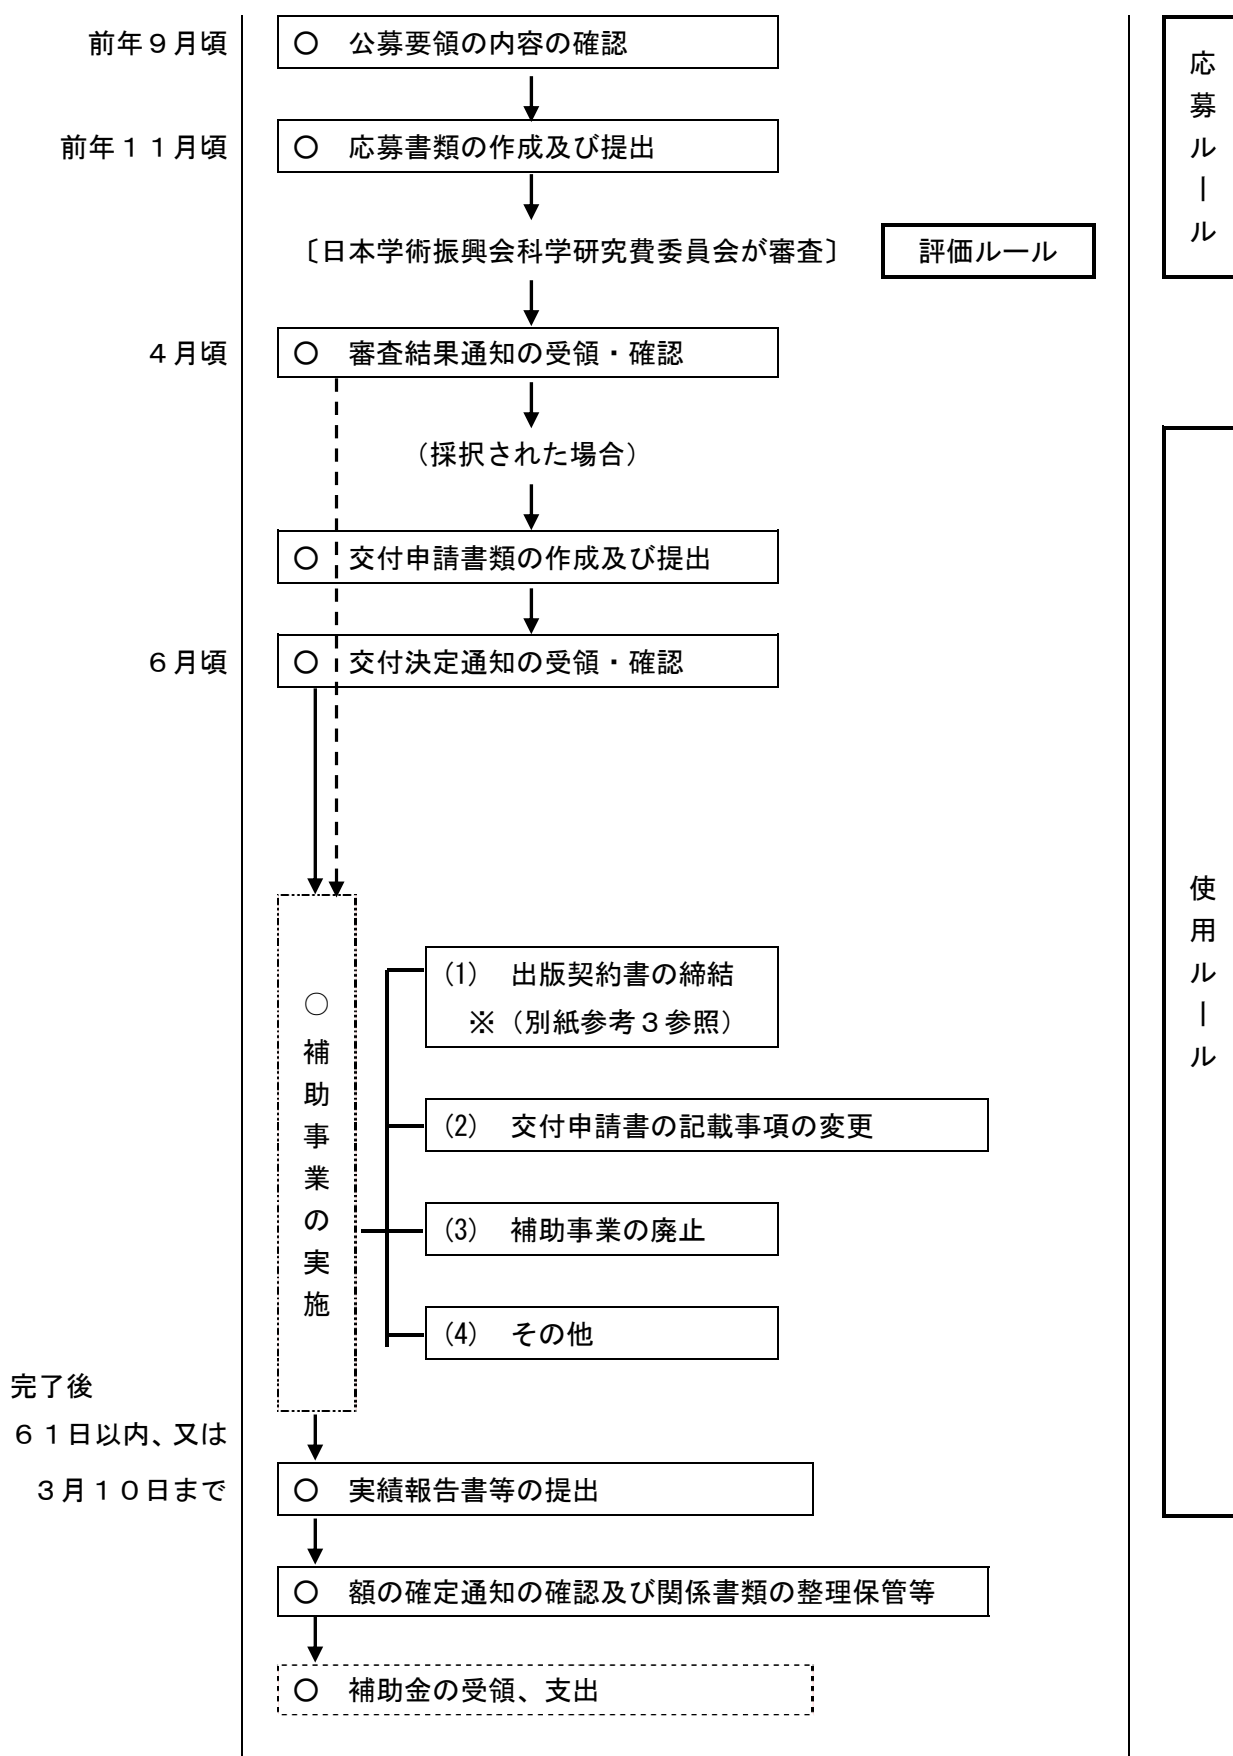 前年９月頃
○　公募要領の内容の確認
前年１１月頃
○　応募書類の作成及び提出
〔日本学術振興会科学研究費委員会が審査〕
評価ルール
応募ルール
４月頃
○　審査結果通知の受領・確認
（採択された場合）
○　交付申請書類の作成及び提出
６月頃
○　交付決定通知の受領・確認
○補助事業の実施
(1)　出版契約書の締結
※（別紙参考３参照）
(2)　交付申請書の記載事項の変更
(3)　補助事業の廃止
(4)　その他
使用ルール
完了後
６１日以内、又は
３月１０日まで
○　実績報告書等の提出
○　額の確定通知の確認及び関係書類の整理保管等
○　補助金の受領、支出